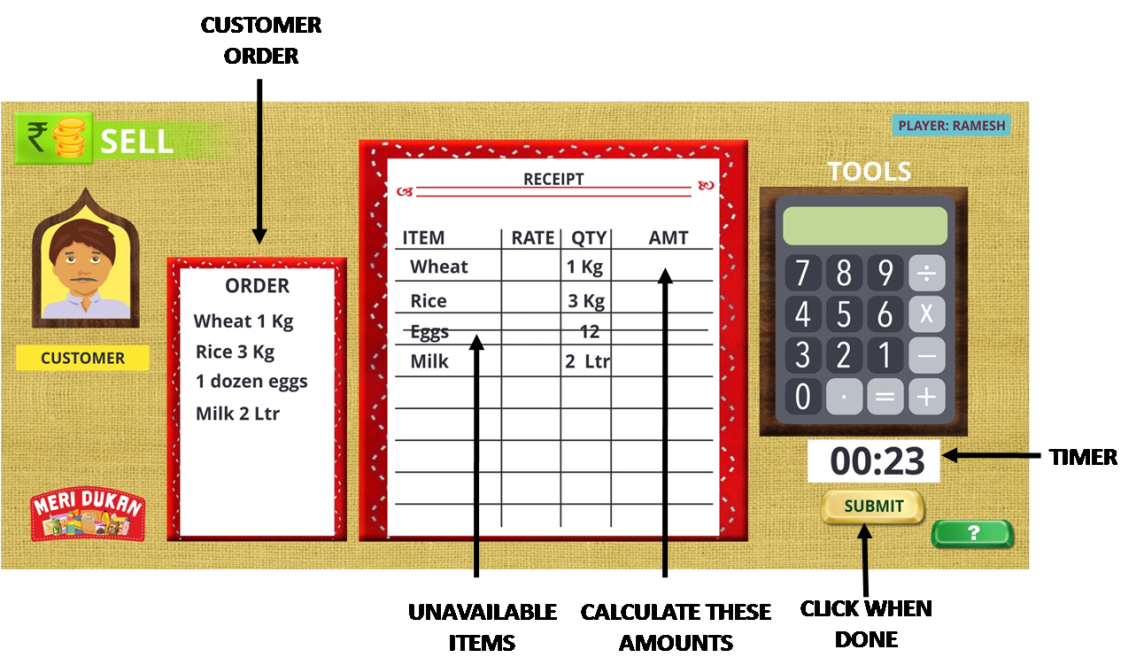 CUSTOMER
ORDER
₹ SELL
PLAYER: RAMESH
CUSTOMER
MERI DUKAN
ORDER
Wheat 1 Kg
Rice 3 Kg
1 dozen eggs
Milk 2 Ltr
RECEIPT
ITEM RATE QTY AMT
Wheat 1 Kg
Rice 3 Kg
Eggs 12
Milk 2 Ltr
TOOLS
7 8 9 ÷
4 5 6 X
3 2 1 −
0 . = +
00:23
TIMER
SUBMIT
?
UNAVAILABLE
ITEMS
CALCULATE THESE
AMOUNTS
CLICK WHEN
DONE